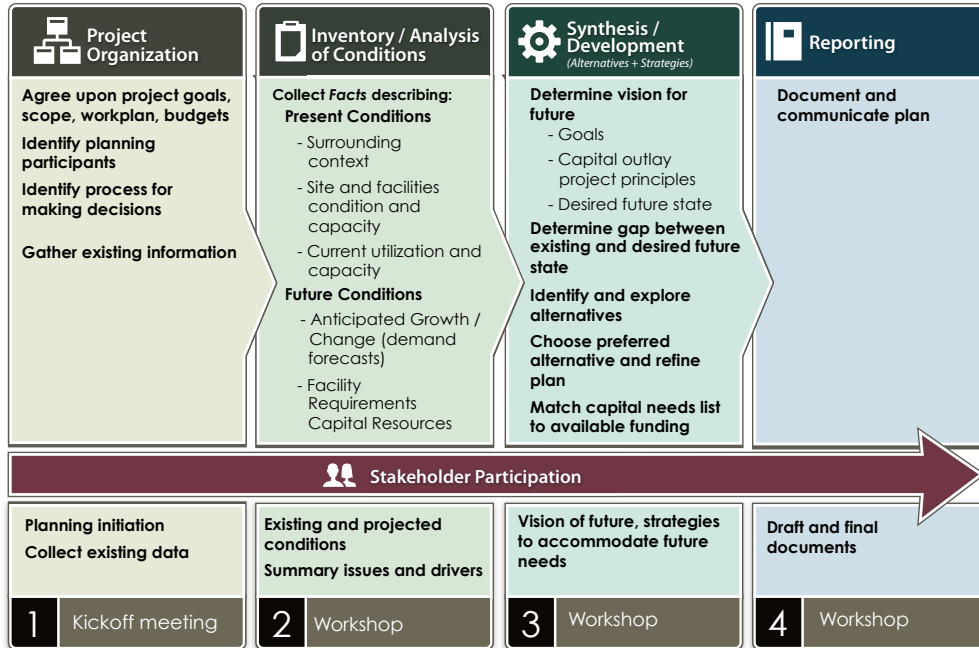 Project
Organization
Agree upon project goals,
scope, workplan, budgets
Identify planning
participants
Identify process for
making decisions
Gather existing information
Inventory / Analysis
of Conditions
Collect Facts describing:
Present Conditions
- Surrounding
context
- Site and facilities
condition and
capacity
- Current utilization and
capacity
Future Conditions
- Anticipated Growth /
Change (demand
forecasts)
- Facility
Requirements
Capital Resources
Synthesis /
Development
(Alternatives + Strategies)
Determine vision for
future
- Goals
- Capital outlay
project principles
- Desired future state
Determine gap between
existing and desired future
state
Identify and explore
alternatives
Choose preferred
alternative and refine
plan
Match capital needs list
to available funding
Reporting
Document and
communicate plan
Stakeholder Participation
Planning initiation
Collect existing data
1 Kickoff meeting
Existing and projected
conditions
Summary issues and drivers
2 Workshop
Vision of future, strategies
to accommodate future
needs
3 Workshop
Draft and final
documents
4 Workshop